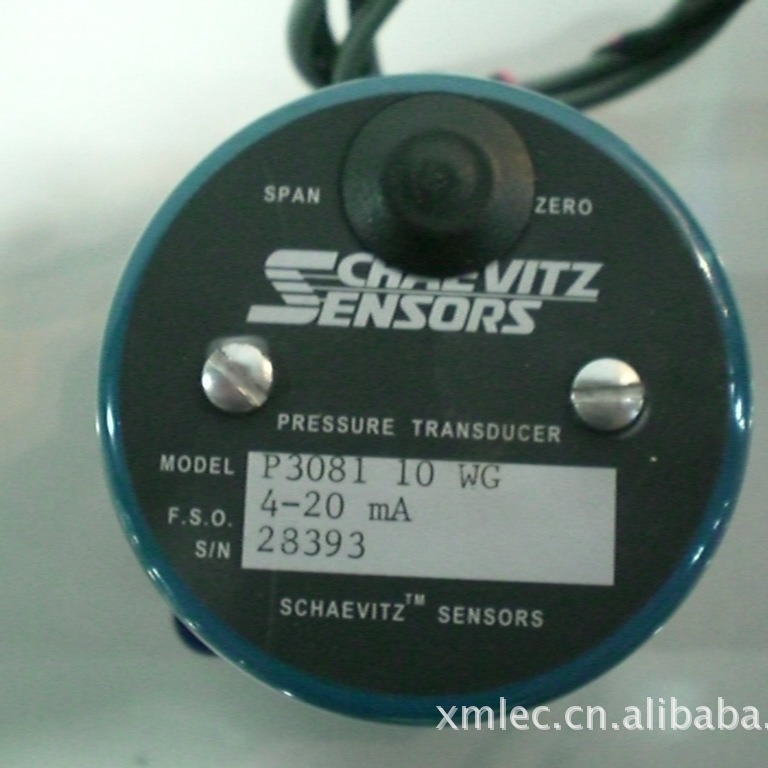 SPAN
ZERO
SCHAEVITZ
SENSORS
PRESSURE TRANSDUCER
MODEL P3081 10 WG
F.S.O. 4-20 mA
S/N 28393
SCHAEVITZ™ SENSORS
xmlec.cn.alibaba.